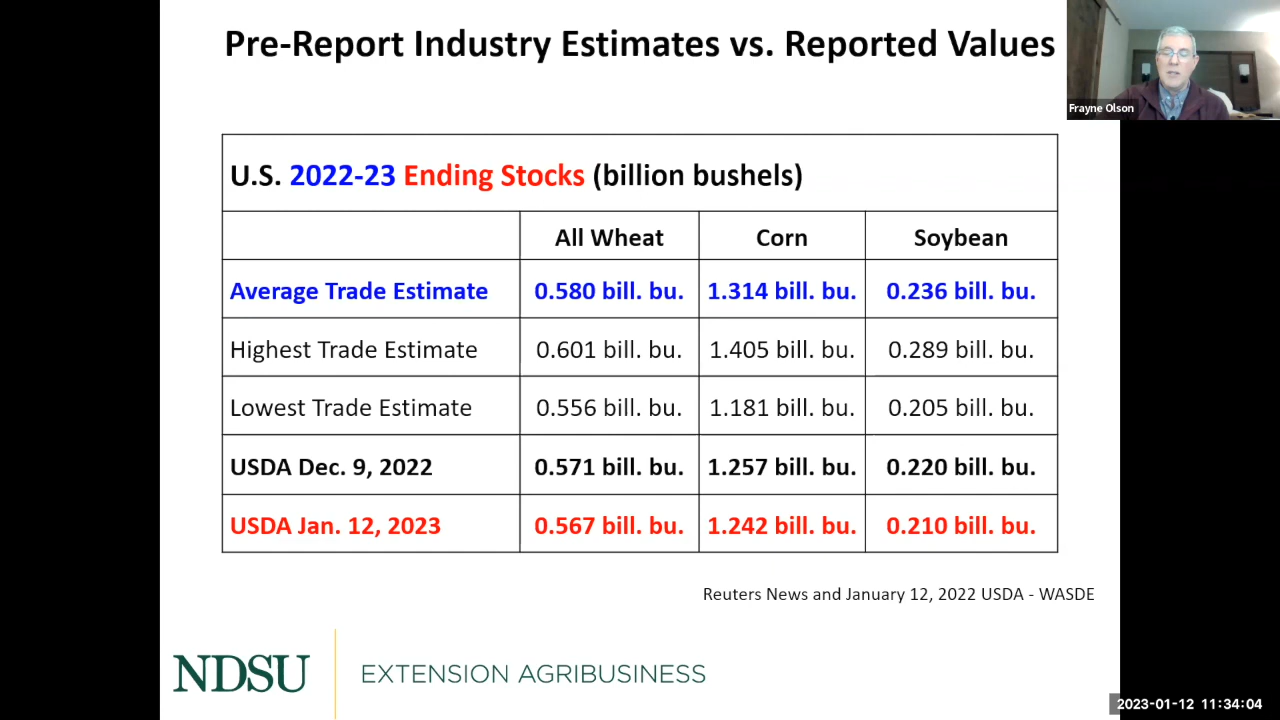 Pre-Report Industry Estimates vs. Reported Values
Frayne Olson
U.S. 2022-23 Ending Stocks (billion bushels)
All Wheat Corn Soybean
Average Trade Estimate 0.580 bill. bu. 1.314 bill. bu. 0.236 bill. bu.
Highest Trade Estimate 0.601 bill. bu. 1.405 bill. bu. 0.289 bill. bu.
Lowest Trade Estimate 0.556 bill. bu. 1.181 bill. bu. 0.205 bill. bu.
USDA Dec. 9, 2022 0.571 bill. bu. 1.257 bill. bu. 0.220 bill. bu.
USDA Jan. 12, 2023 0.567 bill. bu. 1.242 bill. bu. 0.210 bill. bu.
Reuters News and January 12, 2022 USDA - WASDE
NDSU EXTENSION AGRIBUSINESS
2023-01-12 11:34:04